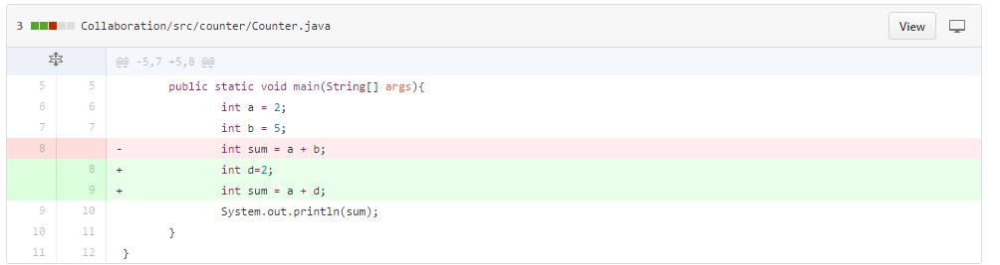 3 Collaboration/src/counter/Counter.java View
@@ -5,7 +5,8 @@
5 5 public static void main(String[] args){
6 6 int a = 2;
7 7 int b = 5;
8 - int sum = a + b;
8 + int d=2;
9 + int sum = a + d;
9 10 System.out.println(sum);
10 11 }
11 12 }